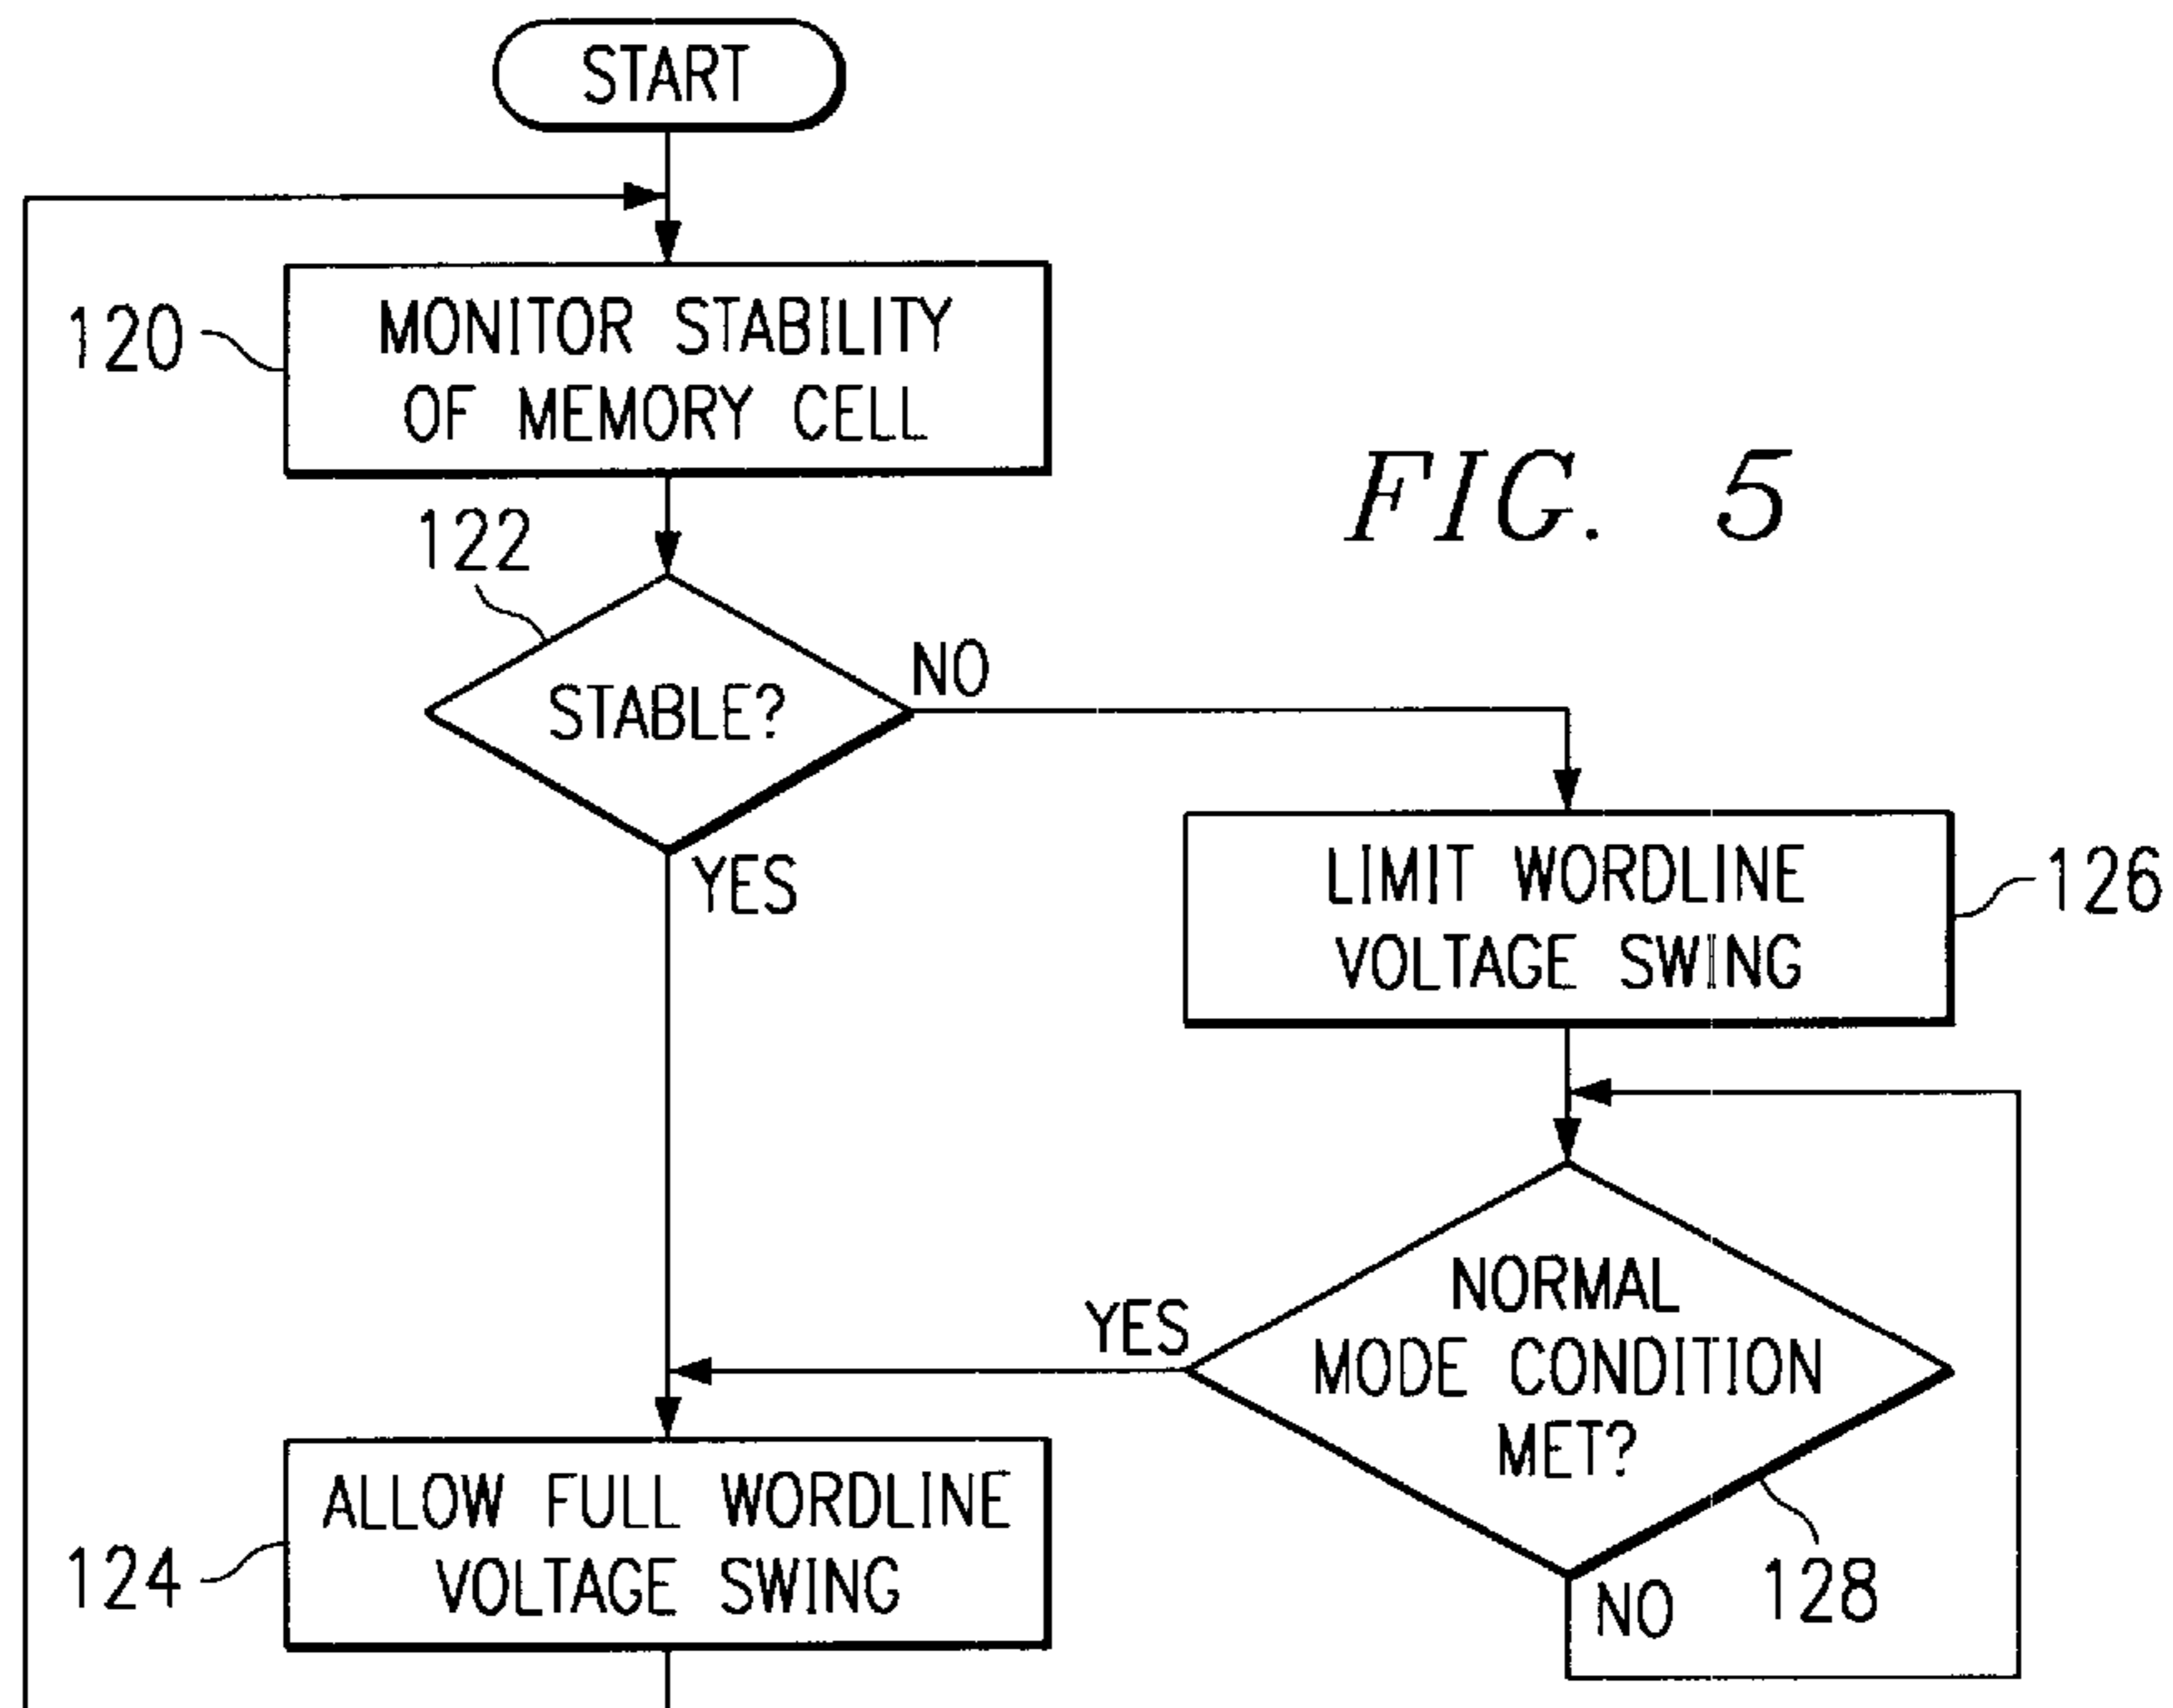 START
120
MONITOR STABILITY
OF MEMORY CELL
FIG. 5
122
STABLE?
NO
YES
LIMIT WORDLINE
VOLTAGE SWING
126
NORMAL
MODE CONDITION
MET?
YES
NO
128
ALLOW FULL WORDLINE
VOLTAGE SWING
124